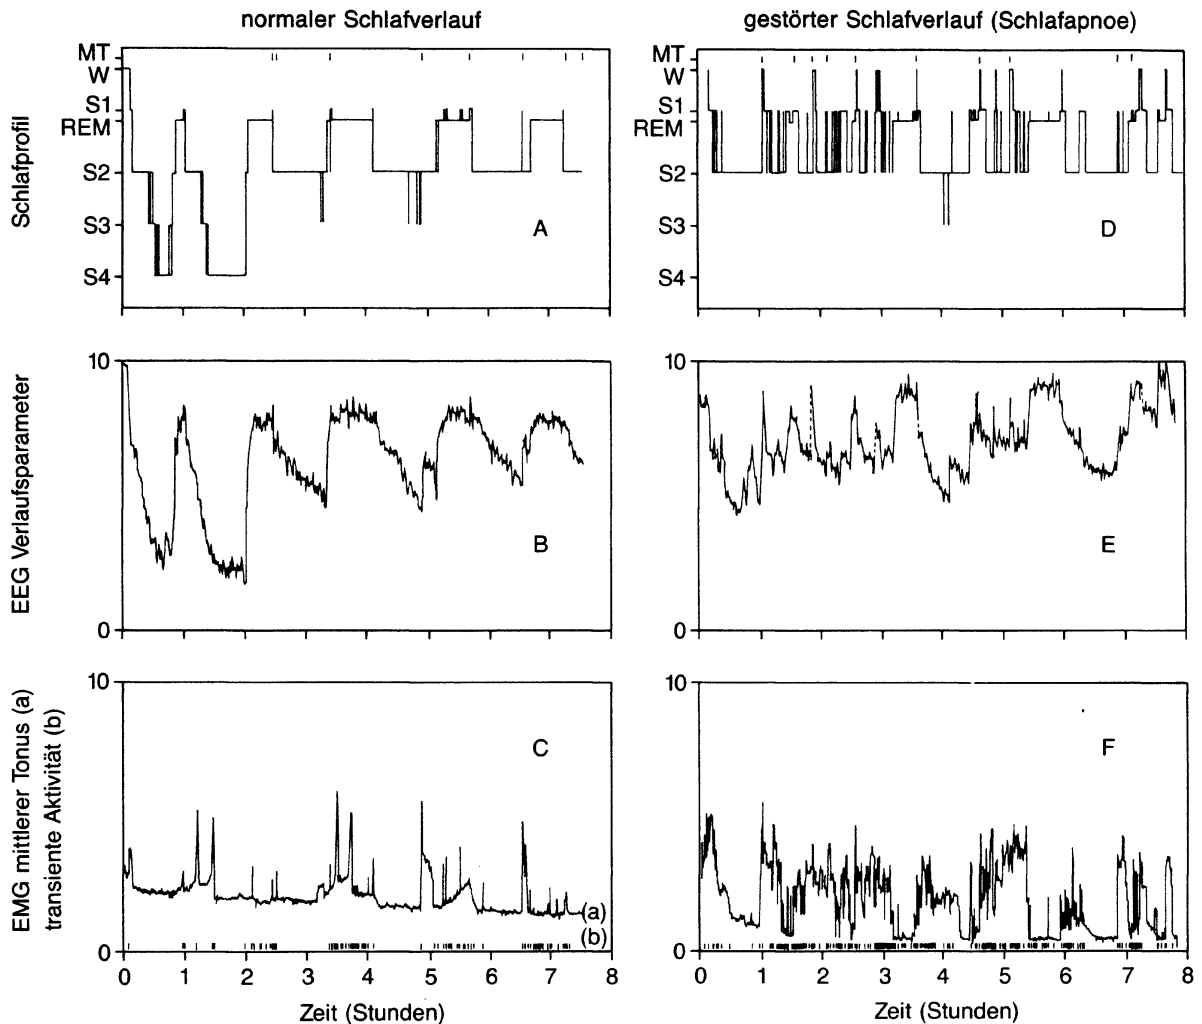 normaler Schlafverlauf
gestörter Schlafverlauf (Schlafapnoe)
Schlafprofil
MT
W
S1
REM
S2
S3
S4
A
MT
W
S1
REM
S2
S3
S4
D
EEG Verlaufsparameter
10
0
B
10
0
E
EMG mittlerer Tonus (a)
transiente Aktivität (b)
10
0
C
(a)
(b)
0 1 2 3 4 5 6 7 8
Zeit (Stunden)
10
0
F
0 1 2 3 4 5 6 7 8
Zeit (Stunden)